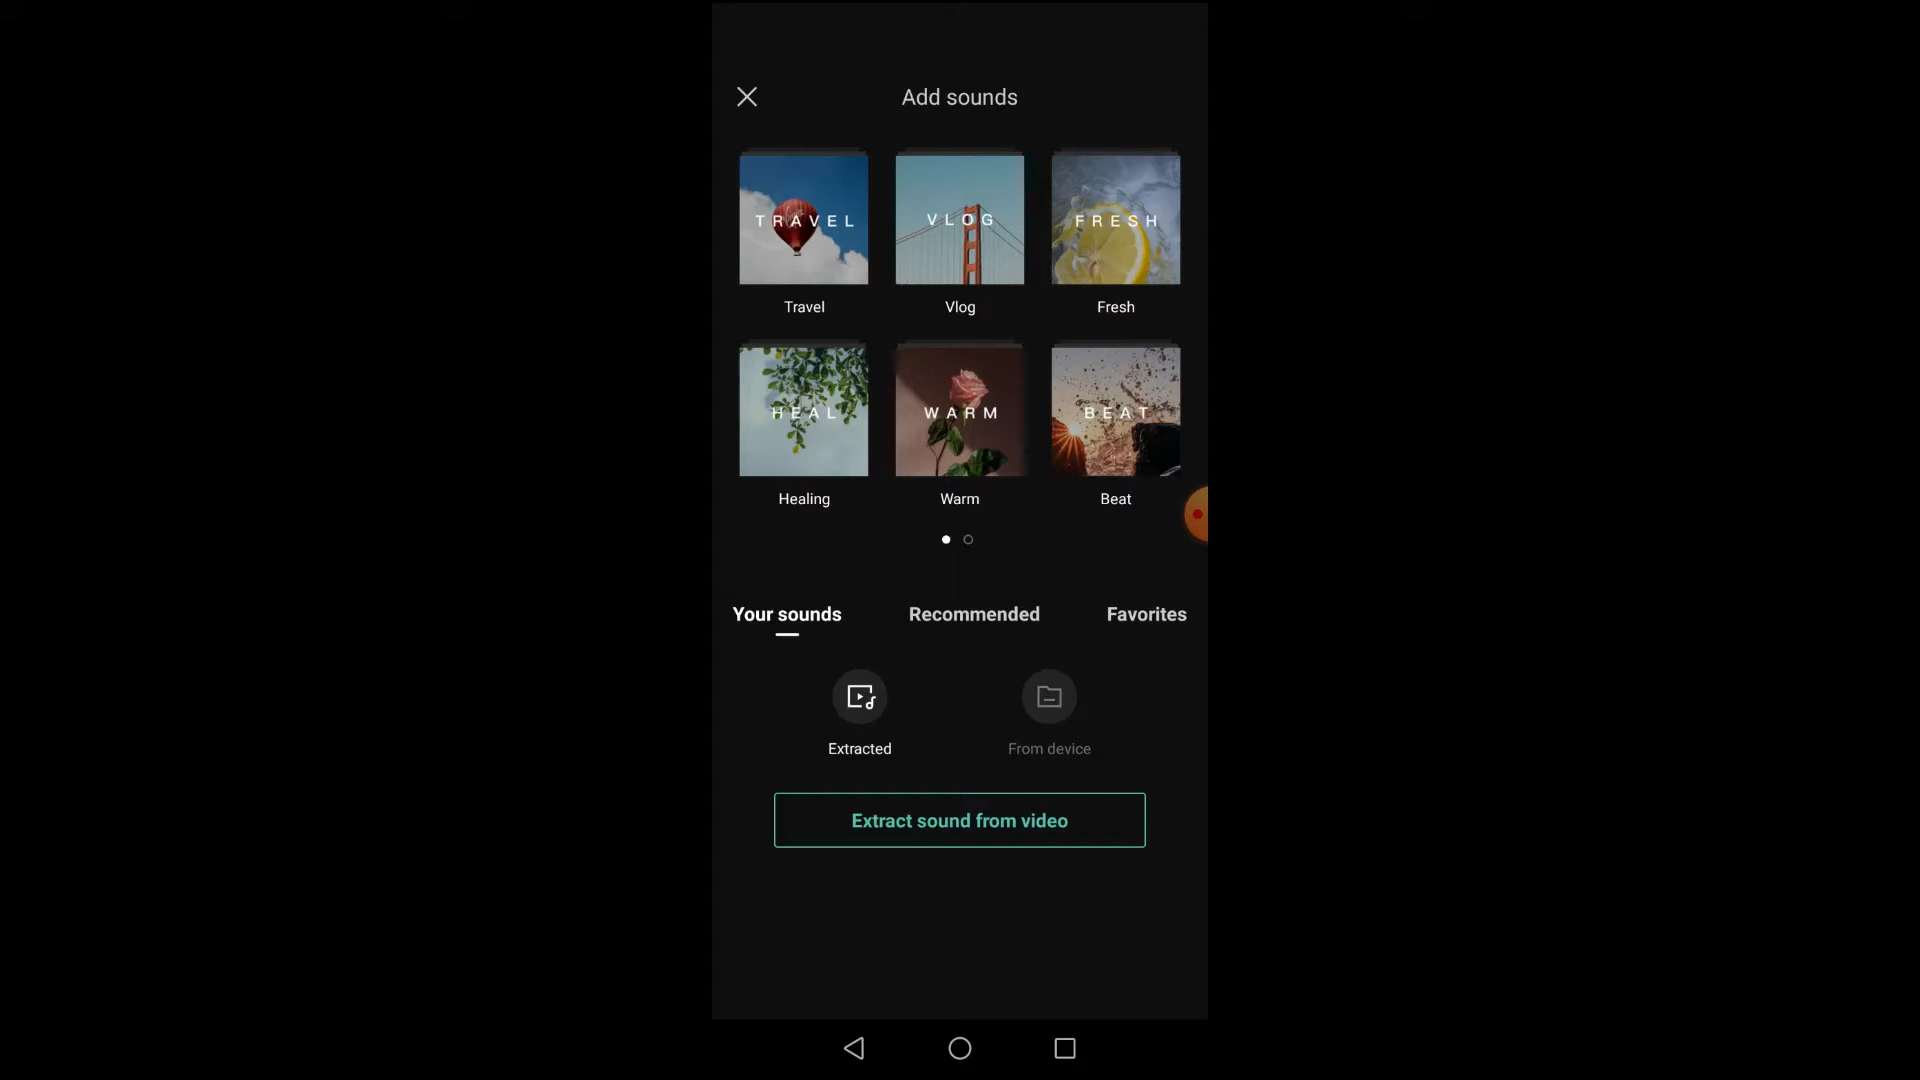 Add sounds
TRAVEL
VLOG
FRESH
Travel
Vlog
Fresh
HEAL
WARM
BEAT
Healing
Warm
Beat
Your sounds
Recommended
Favorites
Extracted
From device
Extract sound from video